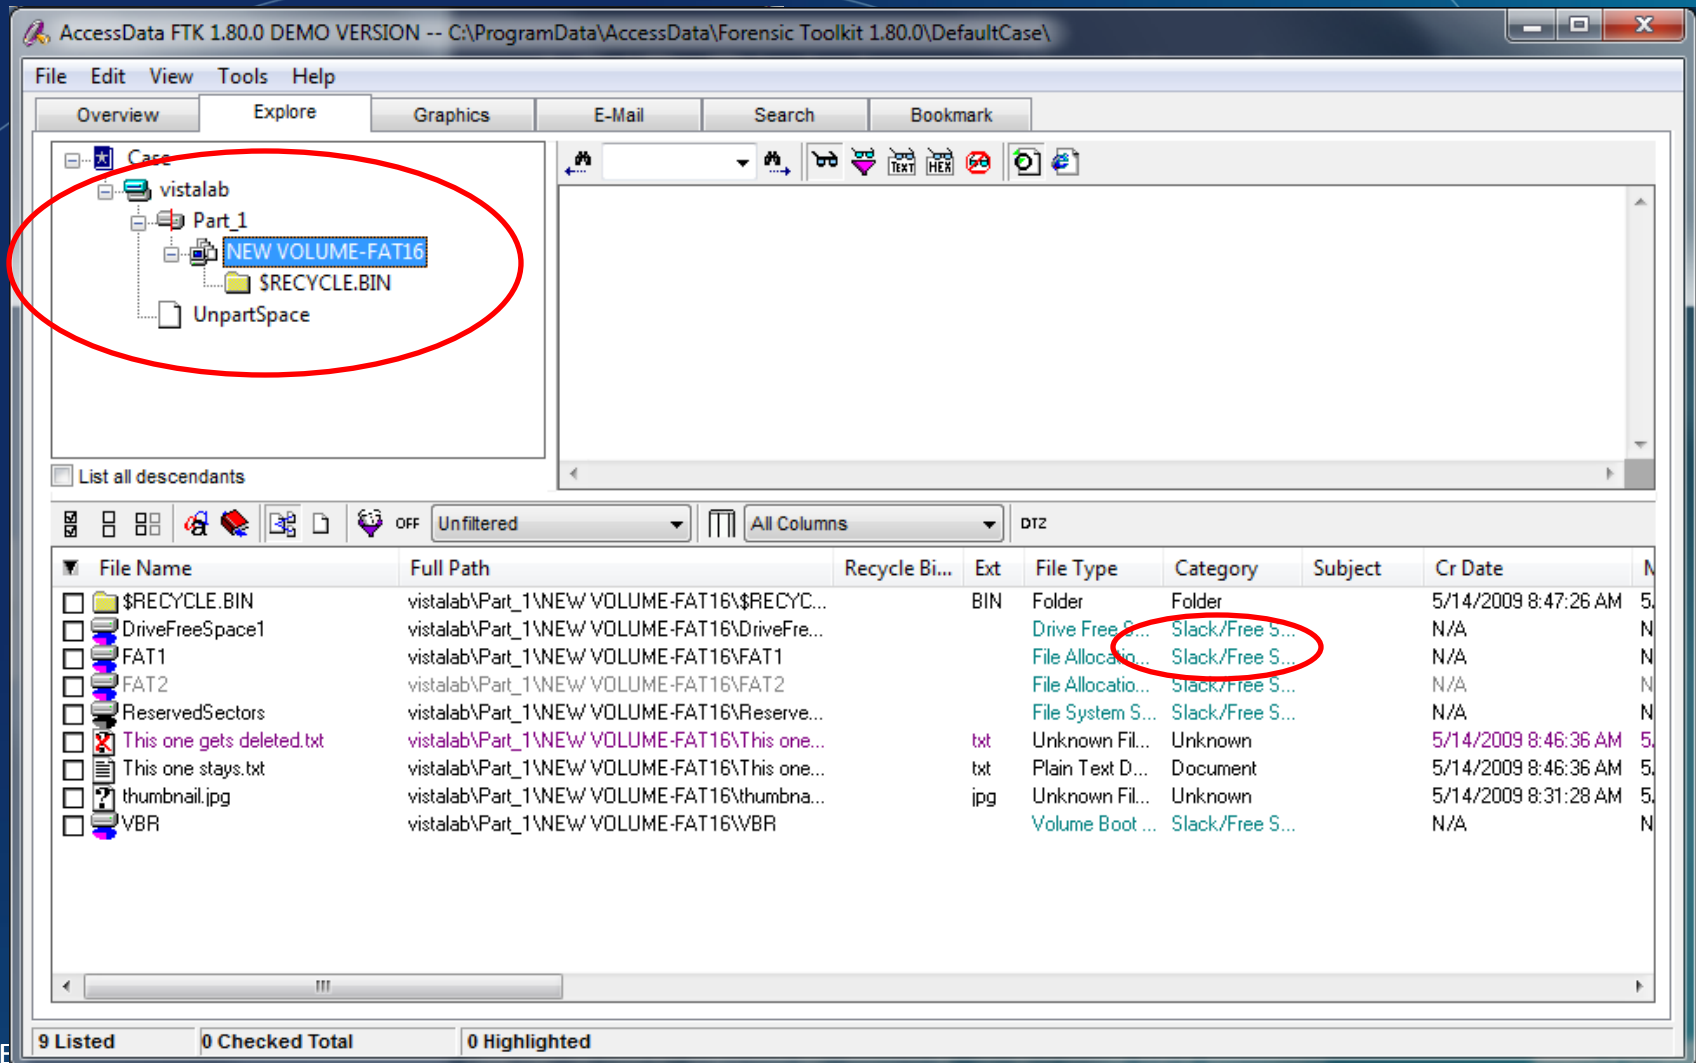 AccessData FTK 1.80.0 DEMO VERSION -- C:\ProgramData\AccessData\Forensic Toolkit 1.80.0\DefaultCase\
File Edit View Tools Help
Overview Explore Graphics E-Mail Search Bookmark
Case
vistalab
Part_1
NEW VOLUME-FAT16
$RECYCLE.BIN
UnpartSpace
TEXT HEX
List all descendants
OFF Unfiltered All Columns DTZ
File Name Full Path Recycle Bi... Ext File Type Category Subject Cr Date M
$RECYCLE.BIN vistalab\Part_1\NEW VOLUME-FAT16\$RECYC... BIN Folder Folder 5/14/2009 8:47:26 AM 5.
DriveFreeSpace1 vistalab\Part_1\NEW VOLUME-FAT16\DriveFre... Drive Free S... Slack/Free S... N/A N
FAT1 vistalab\Part_1\NEW VOLUME-FAT16\FAT1 File Allocatio... Slack/Free S... N/A N
FAT2 vistalab\Part_1\NEW VOLUME-FAT16\FAT2 File Allocatio... Slack/Free S... N/A N
ReservedSectors vistalab\Part_1\NEW VOLUME-FAT16\Reserve... File System S... Slack/Free S... N/A N
This one gets deleted.txt vistalab\Part_1\NEW VOLUME-FAT16\This one... txt Unknown Fil... Unknown 5/14/2009 8:46:36 AM 5.
This one stays.txt vistalab\Part_1\NEW VOLUME-FAT16\This one... txt Plain Text D... Document 5/14/2009 8:46:36 AM 5.
thumbnail.jpg vistalab\Part_1\NEW VOLUME-FAT16\thumbna... jpg Unknown Fil... Unknown 5/14/2009 8:31:28 AM 5.
VBR vistalab\Part_1\NEW VOLUME-FAT16\VBR Volume Boot ... Slack/Free S... N/A N
9 Listed 0 Checked Total 0 Highlighted